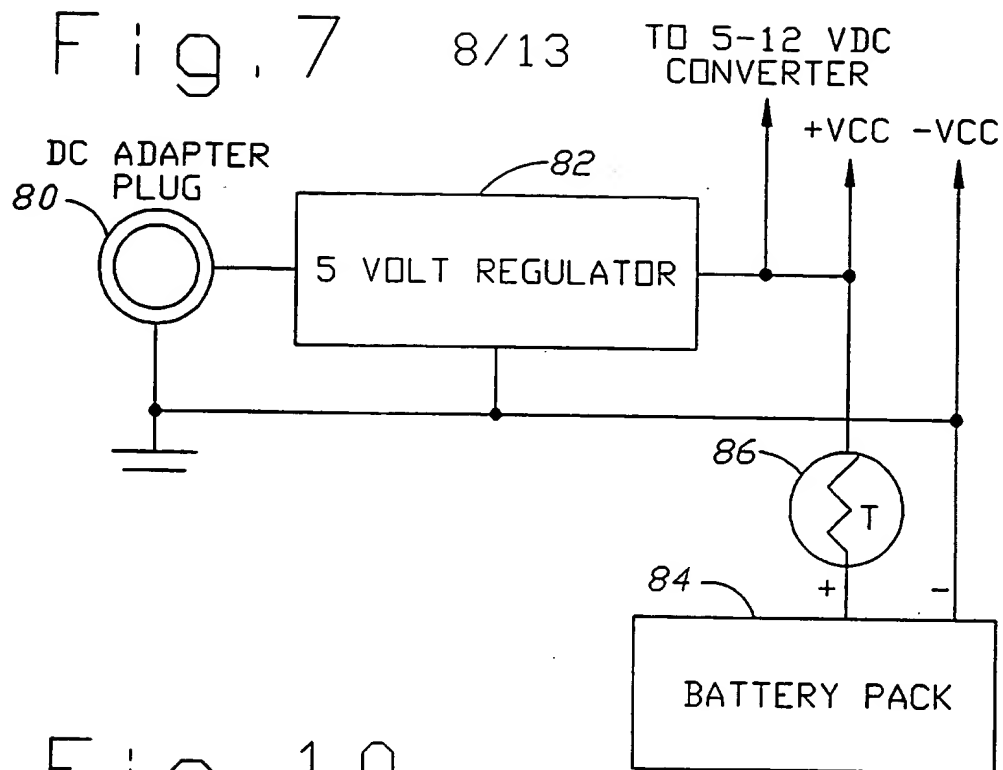 Fig. 7
8/13
TO 5-12 VDC
CONVERTER
+VCC -VCC
DC ADAPTER
PLUG
80
82
5 VOLT REGULATOR
86
T
84
+ -
BATTERY PACK